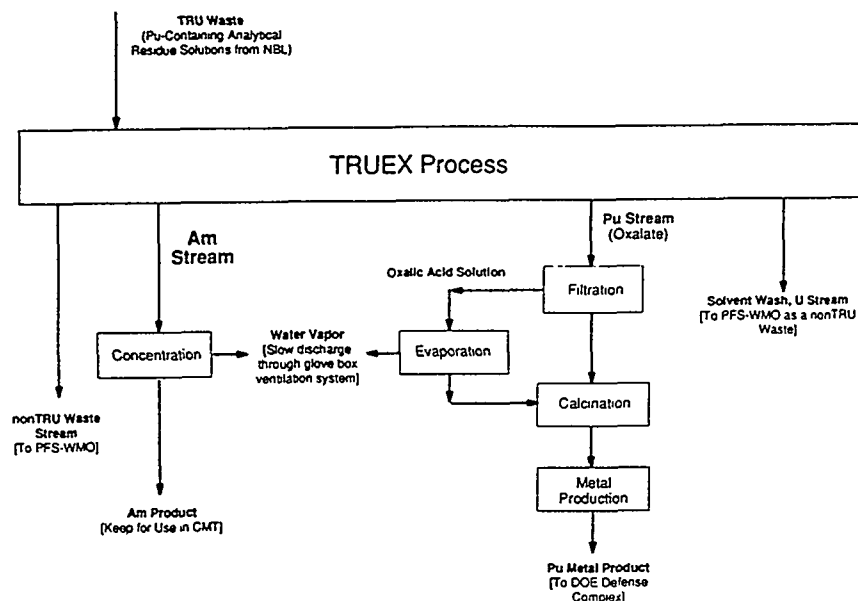 TRU Waste
(Pu-Containing Analytical
Residue Solutions from NBL)
TRUEX Process
Am
Stream
Pu Stream
(Oxalate)
Oxalic Acid Solution
Filtration
Solvent Wash, U Stream
[To PFS-WMO as a nonTRU
Waste]
Concentration
Water Vapor
[Slow discharge
through glove box
ventilation system]
Evaporation
Calcination
nonTRU Waste
Stream
[To PFS-WMO]
Metal
Production
Am Product
[Keep for Use in CMT]
Pu Metal Product
[To DOE Defense
Complex]